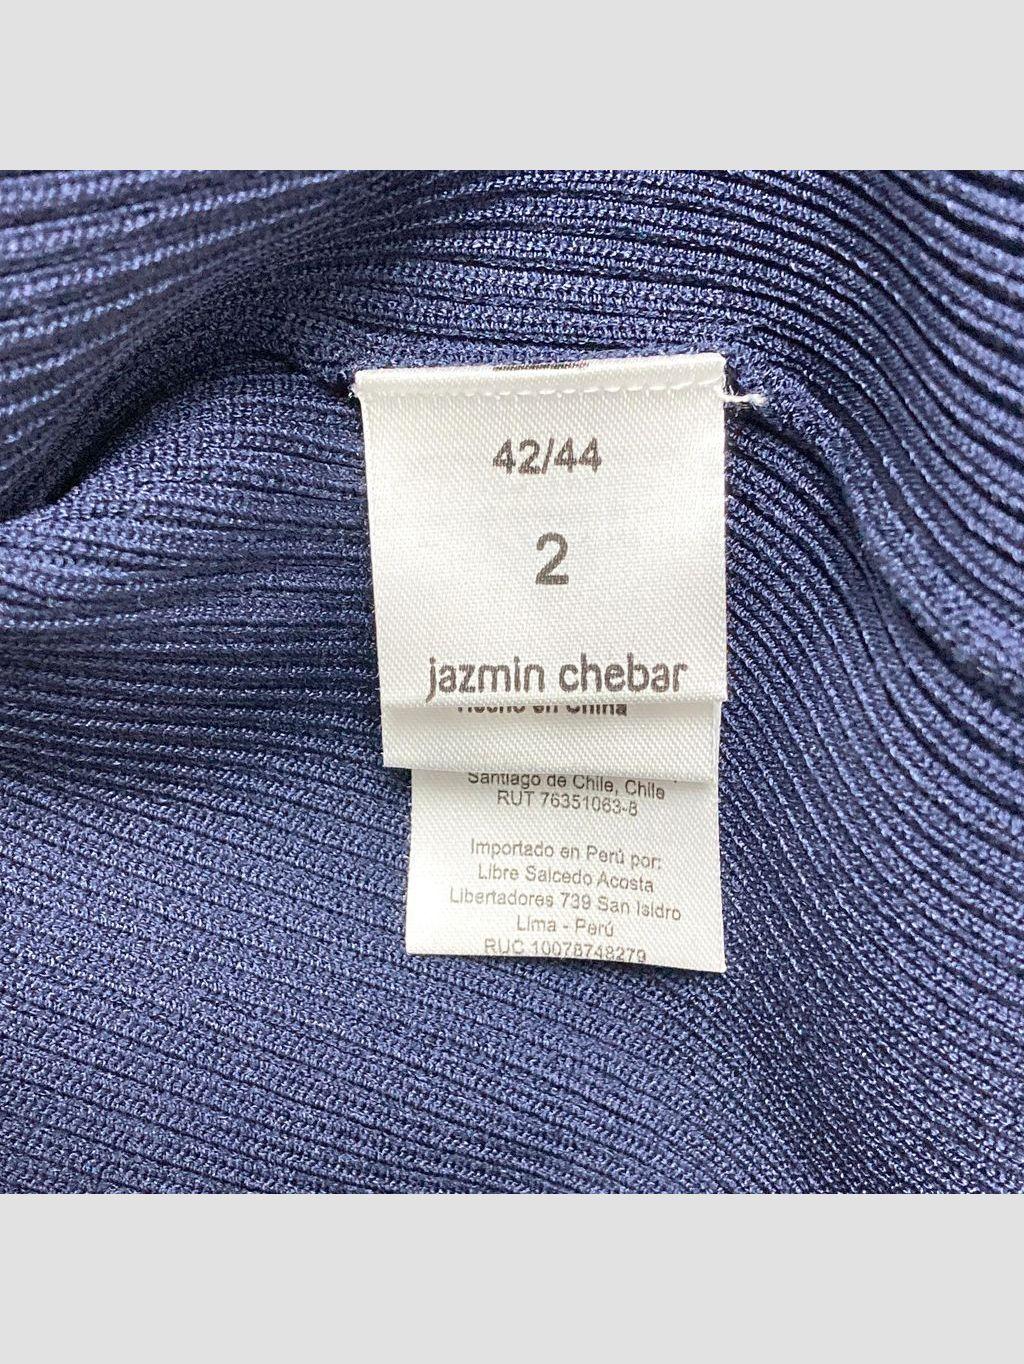 42/44
2
jazmin chebar
Hecho en China
Santiago de Chile, Chile
RUT 76351063-8
Importado en Perú por:
Libre Salcedo Acosta
Libertadores 739 San Isidro
Lima - Perú
RUC 10078748279